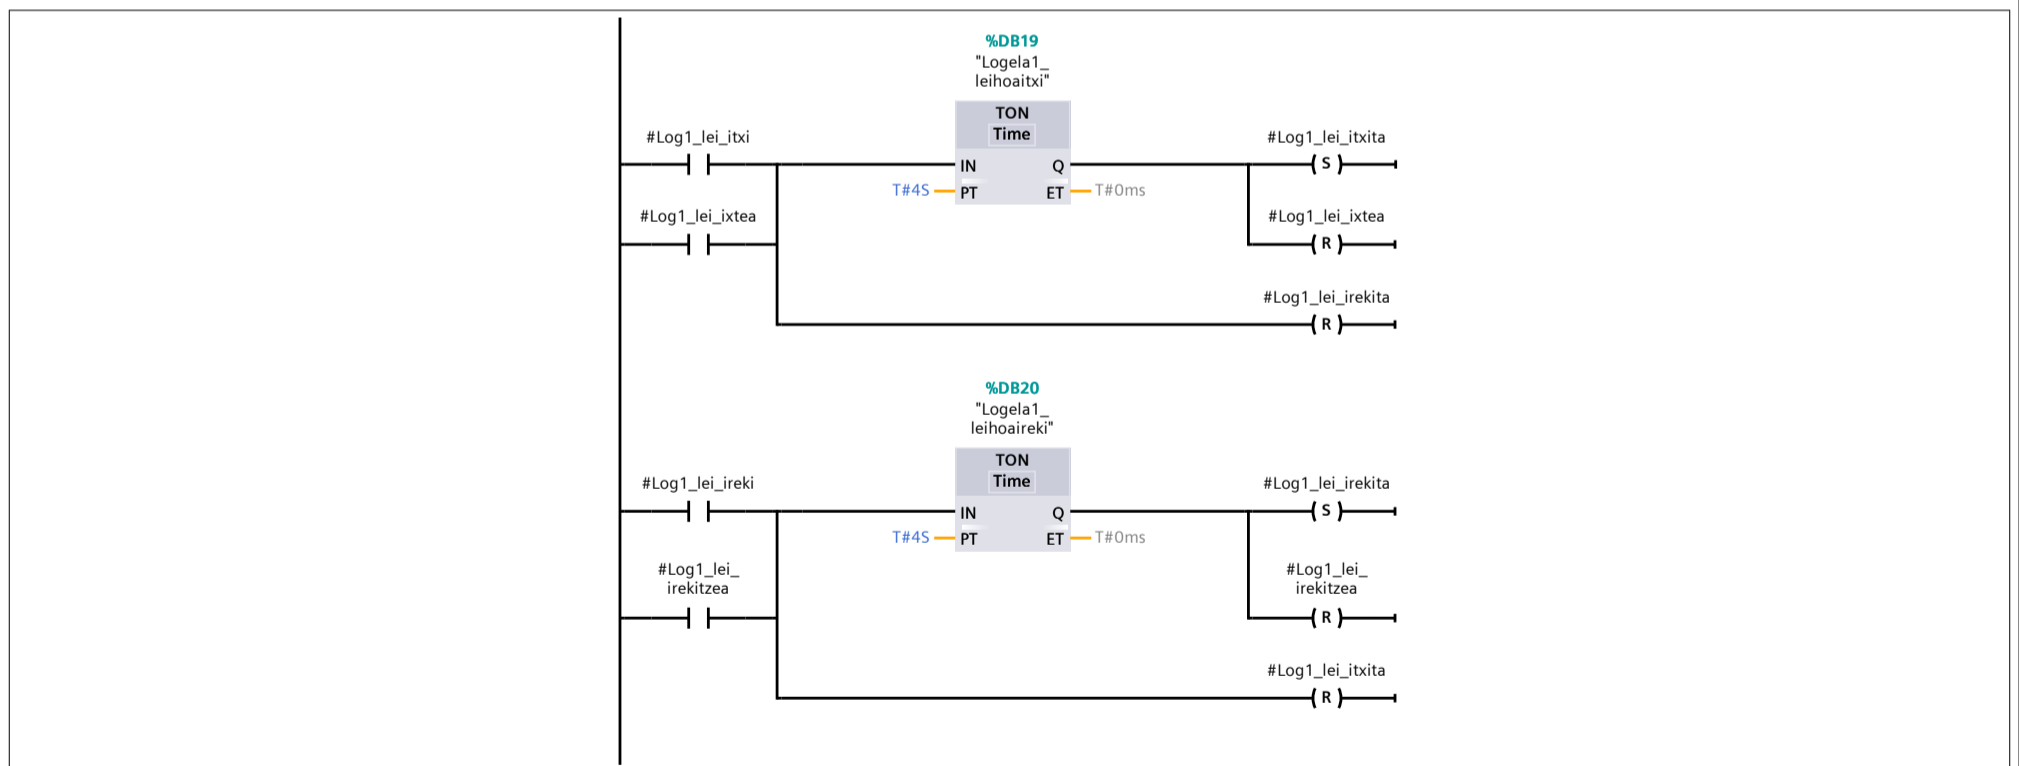 %DB19
"Logela1_
leihoaitxi"
TON
Time
#Log1_lei_itxi
#Log1_lei_itxita
IN
Q
( S )
T#4S
PT
ET
T#0ms
#Log1_lei_ixtea
#Log1_lei_ixtea
( R )
#Log1_lei_irekita
( R )
%DB20
"Logela1_
leihoaireki"
TON
Time
#Log1_lei_ireki
#Log1_lei_irekita
IN
Q
( S )
T#4S
PT
ET
T#0ms
#Log1_lei_
irekitzea
#Log1_lei_
irekitzea
( R )
#Log1_lei_itxita
( R )